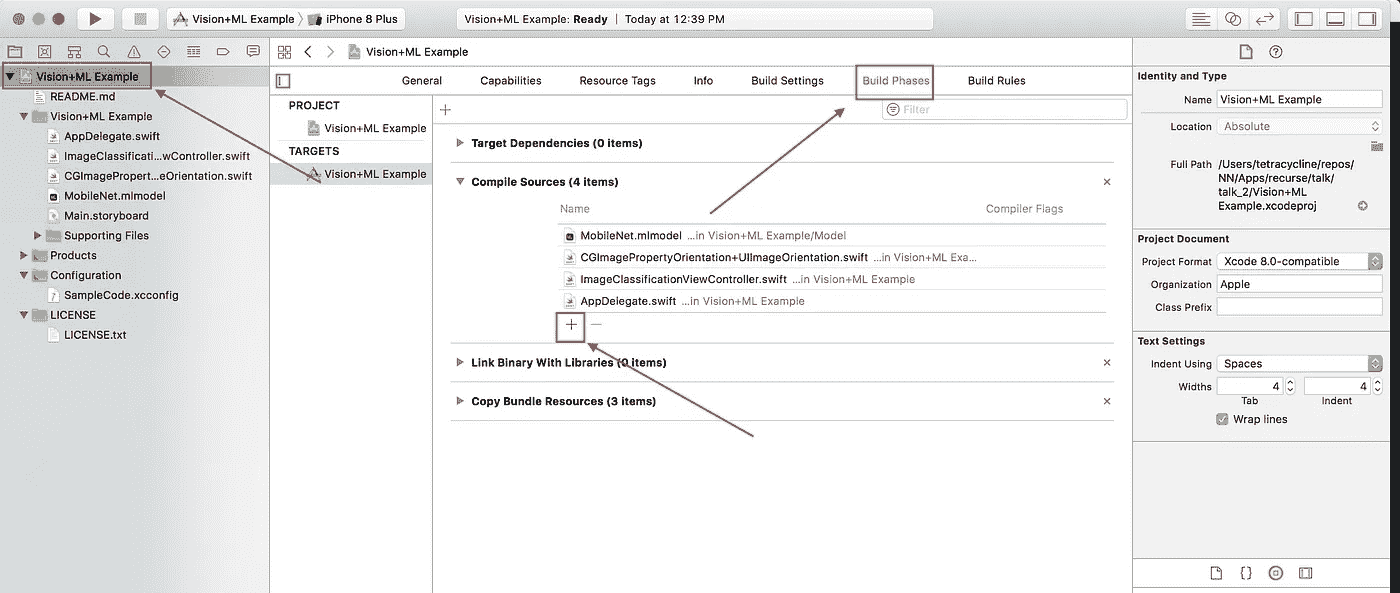 Vision+ML Example
iPhone 8 Plus
Vision+ML Example: Ready | Today at 12:39 PM
Vision+ML Example
Vision+ML Example
README.md
Vision+ML Example
AppDelegate.swift
ImageClassificati...wController.swift
CGImagePropert...eOrientation.swift
MobileNet.mlmodel
Main.storyboard
Supporting Files
Products
Configuration
SampleCode.xcconfig
LICENSE
LICENSE.txt
General Capabilities Resource Tags Info Build Settings Build Phases Build Rules
PROJECT
Vision+ML Example
TARGETS
Vision+ML Example
Filter
Target Dependencies (0 items)
Compile Sources (4 items)
Name Compiler Flags
MobileNet.mlmodel ...in Vision+ML Example/Model
CGImagePropertyOrientation+UIImageOrientation.swift ...in Vision+ML Exa...
ImageClassificationViewController.swift ...in Vision+ML Example
AppDelegate.swift ...in Vision+ML Example
Link Binary With Libraries (0 items)
Copy Bundle Resources (3 items)
Identity and Type
Name Vision+ML Example
Location Absolute
Full Path /Users/tetracycline/repos/
NN/Apps/recurse/talk/
talk_2/Vision+ML
Example.xcodeproj
Project Document
Project Format Xcode 8.0-compatible
Organization Apple
Class Prefix
Text Settings
Indent Using Spaces
Widths 4 4
Tab Indent
Wrap lines